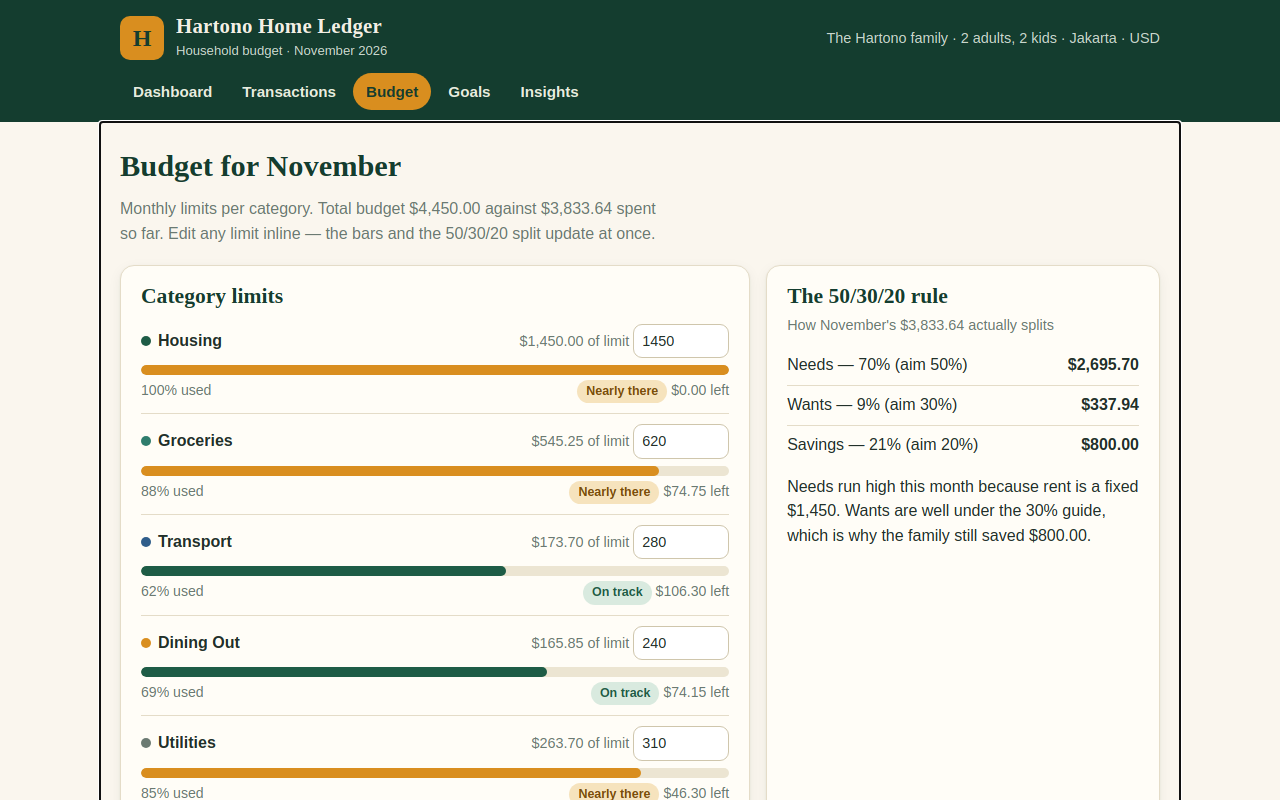 H
Hartono Home Ledger
Household budget · November 2026
The Hartono family · 2 adults, 2 kids · Jakarta · USD
Dashboard
Transactions
Budget
Goals
Insights
Budget for November
Monthly limits per category. Total budget $4,450.00 against $3,833.64 spent
so far. Edit any limit inline — the bars and the 50/30/20 split update at once.
Category limits
Housing
$1,450.00 of limit
1450
100% used
Nearly there
$0.00 left
Groceries
$545.25 of limit
620
88% used
Nearly there
$74.75 left
Transport
$173.70 of limit
280
62% used
On track
$106.30 left
Dining Out
$165.85 of limit
240
69% used
On track
$74.15 left
Utilities
$263.70 of limit
310
85% used
Nearly there
$46.30 left
The 50/30/20 rule
How November's $3,833.64 actually splits
Needs — 70% (aim 50%)
$2,695.70
Wants — 9% (aim 30%)
$337.94
Savings — 21% (aim 20%)
$800.00
Needs run high this month because rent is a fixed
$1,450. Wants are well under the 30% guide,
which is why the family still saved $800.00.